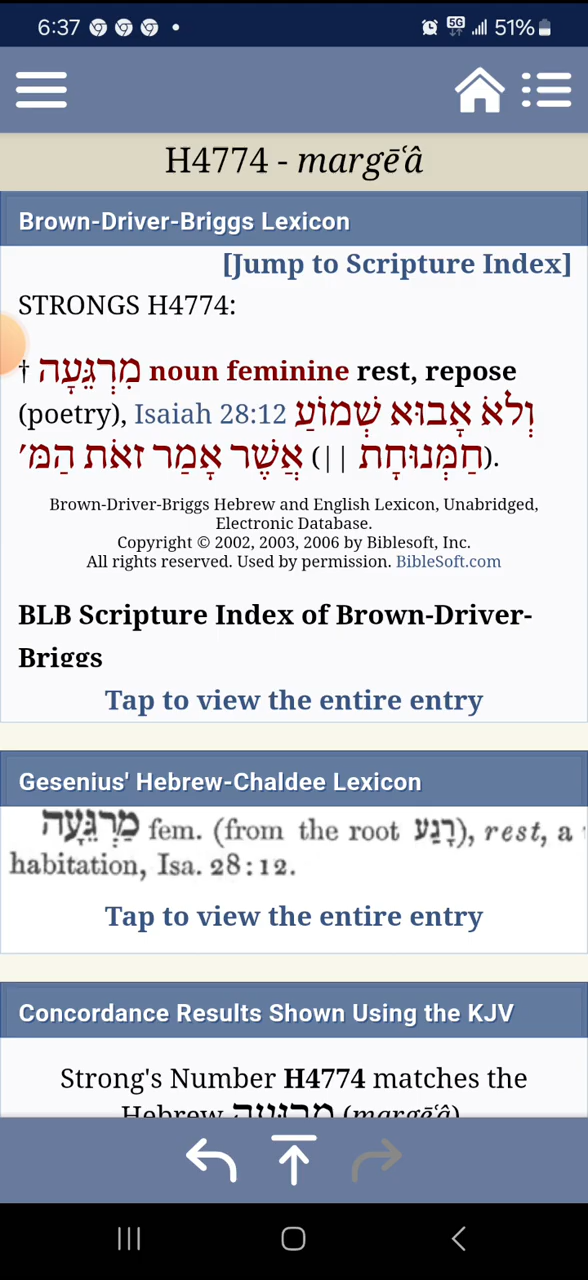 6:37 5G 51%
H4774 - margēʿâ
Brown-Driver-Briggs Lexicon
[Jump to Scripture Index]
STRONGS H4774:
† מִרְגֵּעָה noun feminine rest, repose
(poetry), Isaiah 28:12 וְלֹא אָבוּא שְׁמוֹעַ
אֲשֶׁר אָמַר זאֹת הַמּ׳ (|| חַמְּנוּחָת).
Brown-Driver-Briggs Hebrew and English Lexicon, Unabridged,
Electronic Database.
Copyright © 2002, 2003, 2006 by Biblesoft, Inc.
All rights reserved. Used by permission. BibleSoft.com
BLB Scripture Index of Brown-Driver-
Briggs
Tap to view the entire entry
Gesenius' Hebrew-Chaldee Lexicon
מַרְגֵּעָה fem. (from the root רָגַע), rest, a
habitation, Isa. 28:12.
Tap to view the entire entry
Concordance Results Shown Using the KJV
Strong's Number H4774 matches the
Hebrew מרגעה (margēʿâ)